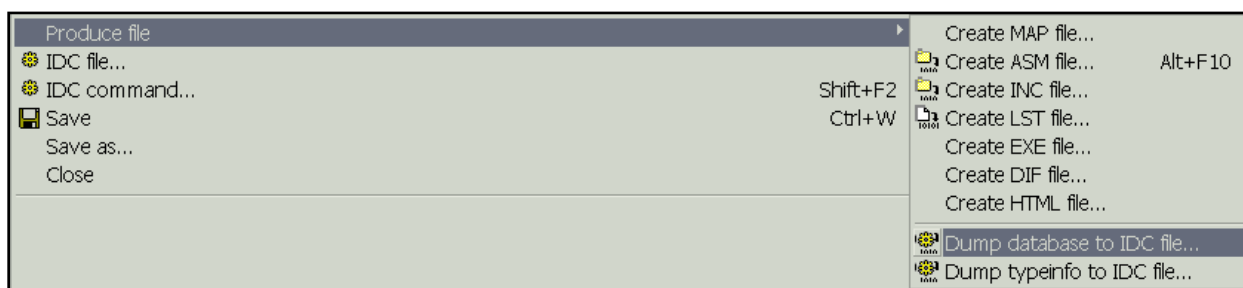 Produce file
IDC file...
IDC command... Shift+F2
Save Ctrl+W
Save as...
Close
Create MAP file...
Create ASM file... Alt+F10
Create INC file...
Create LST file...
Create EXE file...
Create DIF file...
Create HTML file...
Dump database to IDC file...
Dump typeinfo to IDC file...